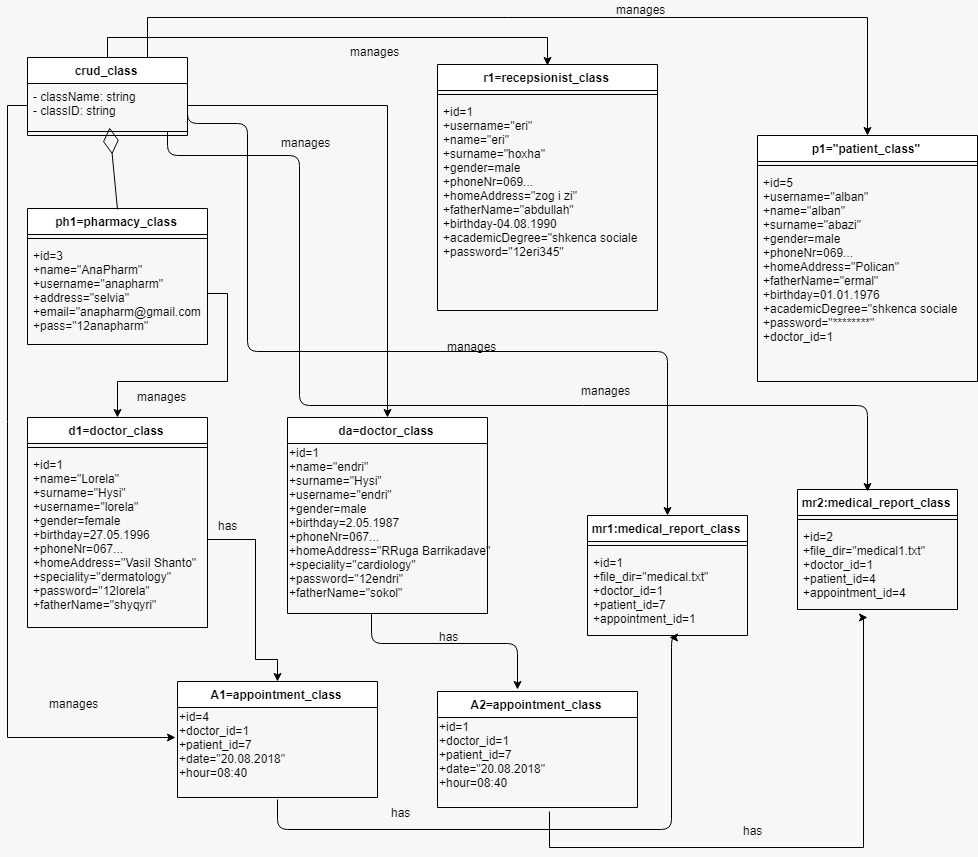 manages
manages
crud_class
- className: string
- classID: string
r1=recepsionist_class
+id=1
+username="eri"
+name="eri"
+surname="hoxha"
+gender=male
+phoneNr=069...
+homeAddress="zog i zi"
+fatherName="abdullah"
+birthday-04.08.1990
+academicDegree="shkenca sociale
+password="12eri345"
manages
p1="patient_class"
+id=5
+username="alban"
+name="alban"
+surname="abazi"
+gender=male
+phoneNr=069...
+homeAddress="Polican"
+fatherName="ermal"
+birthday=01.01.1976
+academicDegree="shkenca sociale
+password="********"
+doctor_id=1
ph1=pharmacy_class
+id=3
+name="AnaPharm"
+username="anapharm"
+address="selvia"
+email="anapharm@gmail.com
+pass="12anapharm"
manages
manages
manages
d1=doctor_class
+id=1
+name="Lorela"
+surname="Hysi"
+username="lorela"
+gender=female
+birthday=27.05.1996
+phoneNr=067...
+homeAddress="Vasil Shanto"
+speciality="dermatology"
+password="12lorela"
+fatherName="shyqyri"
has
da=doctor_class
+id=1
+name="endri"
+surname="Hysi"
+username="endri"
+gender=male
+birthday=2.05.1987
+phoneNr=067...
+homeAddress="RRuga Barrikadave"
+speciality="cardiology"
+password="12endri"
+fatherName="sokol"
mr1:medical_report_class
+id=1
+file_dir="medical.txt"
+doctor_id=1
+patient_id=7
+appointment_id=1
mr2:medical_report_class
+id=2
+file_dir="medical1.txt"
+doctor_id=1
+patient_id=4
+appointment_id=4
has
manages
A1=appointment_class
+id=4
+doctor_id=1
+patient_id=7
+date="20.08.2018"
+hour=08:40
A2=appointment_class
+id=1
+doctor_id=1
+patient_id=7
+date="20.08.2018"
+hour=08:40
has
has